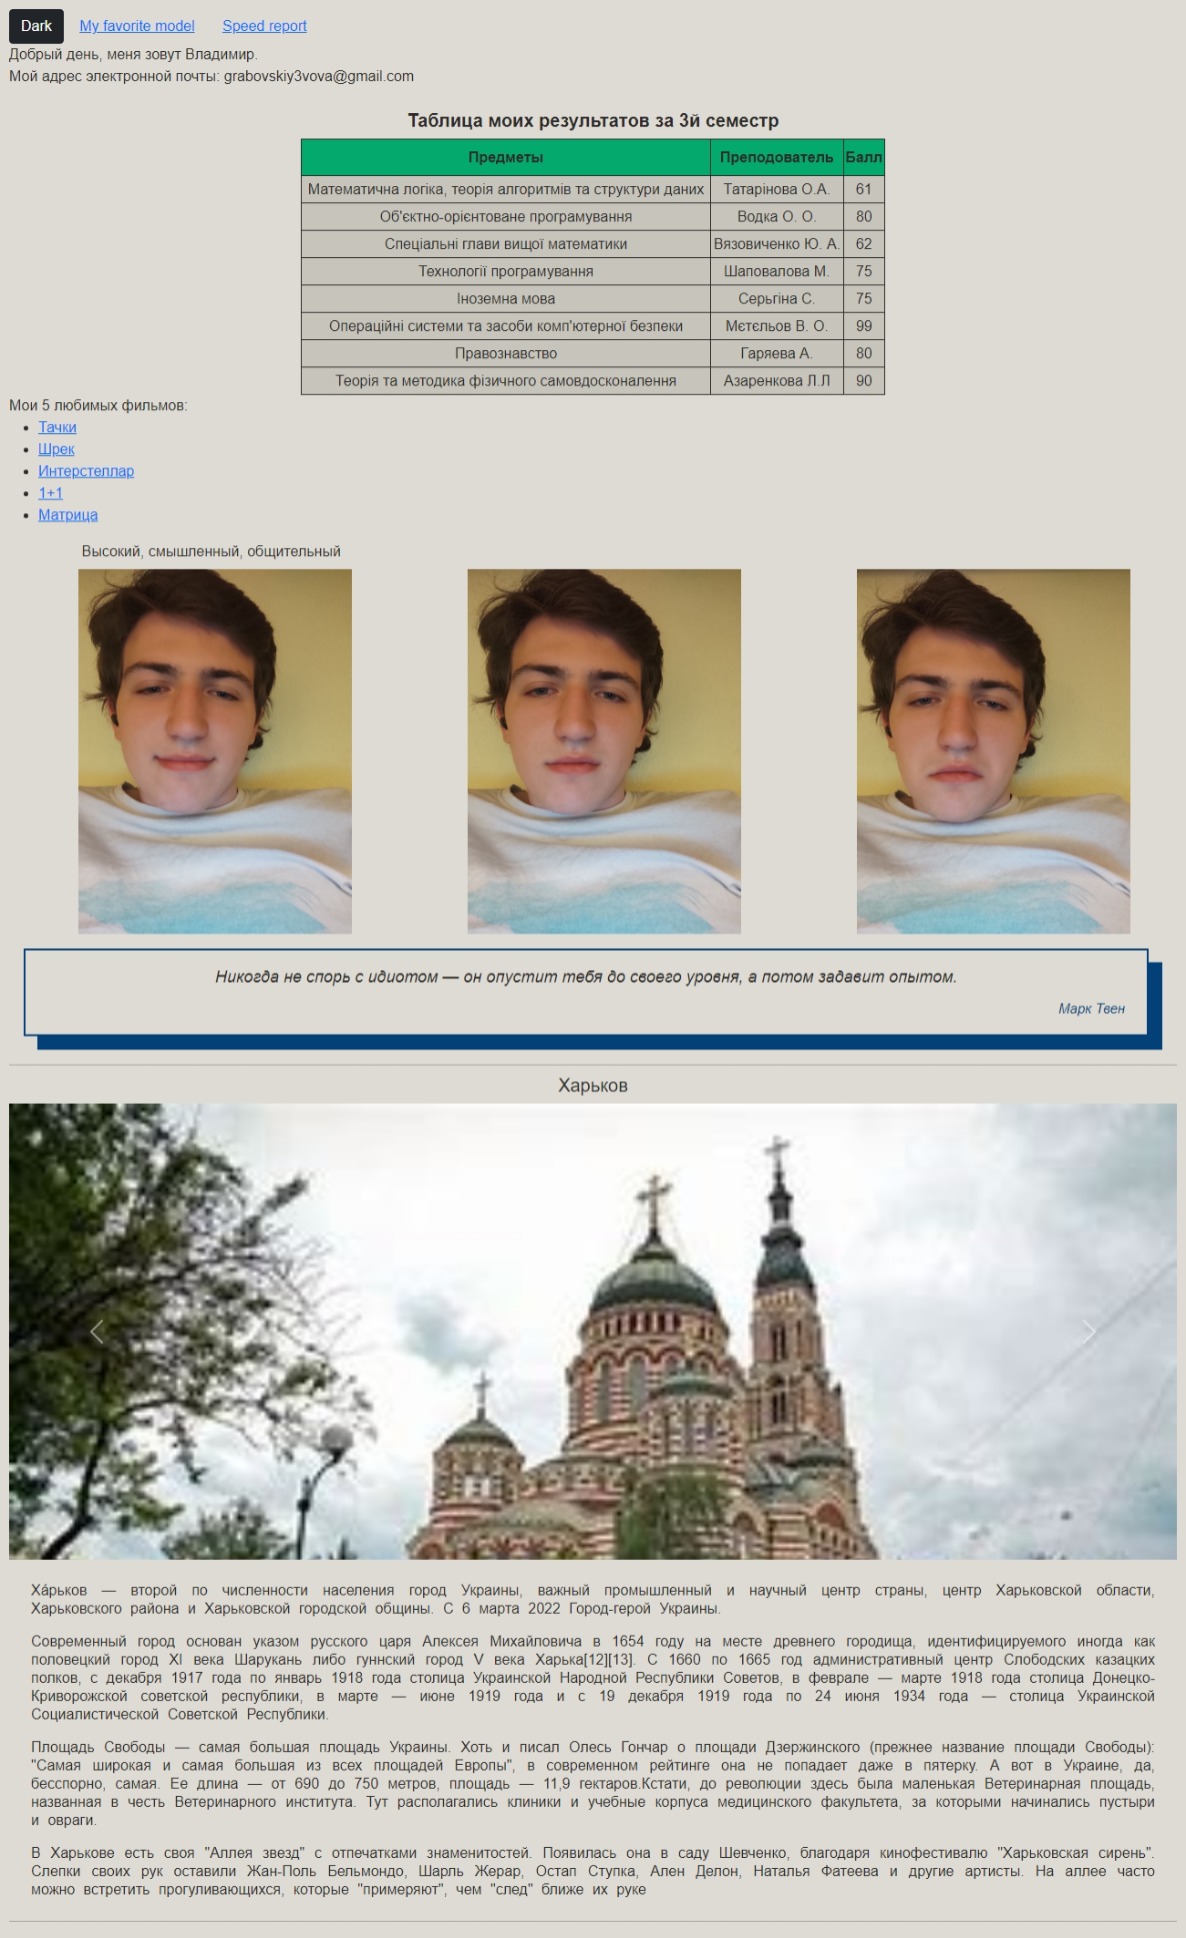 Dark My favorite model Speed report
Добрый день, меня зовут Владимир.
Мой адрес электронной почты: grabovskiy3vova@gmail.com
Таблица моих результатов за 3й семестр
Предметы Преподователь Балл
Математична логіка, теорія алгоритмів та структури даних Татарінова О.А. 61
Об'єктно-орієнтоване програмування Водка О. О. 80
Спеціальні глави вищої математики Вязовиченко Ю. А. 62
Технології програмування Шаповалова М. 75
Іноземна мова Серьгіна С. 75
Операційні системи та засоби комп'ютерної безпеки Мєтєльов В. О. 99
Правознавство Гаряева А. 80
Теорія та методика фізичного самовдосконалення Азаренкова Л.Л 90
Мои 5 любимых фильмов:
• Тачки
• Шрек
• Интерстеллар
• 1+1
• Матрица
Высокий, смышленный, общительный
Никогда не спорь с идиотом — он опустит тебя до своего уровня, а потом задавит опытом.
Марк Твен
Харьков
Ха́рьков — второй по численности населения город Украины, важный промышленный и научный центр страны, центр Харьковской области,
Харьковского района и Харьковской городской общины. С 6 марта 2022 Город-герой Украины.
Современный город основан указом русского царя Алексея Михайловича в 1654 году на месте древнего городища, идентифицируемого иногда как
половецкий город XI века Шарукань либо гуннский город V века Харька[12][13]. С 1660 по 1665 год административный центр Слободских казацких
полков, с декабря 1917 года по январь 1918 года столица Украинской Народной Республики Советов, в феврале — марте 1918 года столица Донецко-
Криворожской советской республики, в марте — июне 1919 года и с 19 декабря 1919 года по 24 июня 1934 года — столица Украинской
Социалистической Советской Республики.
Площадь Свободы — самая большая площадь Украины. Хоть и писал Олесь Гончар о площади Дзержинского (прежнее название площади Свободы):
"Самая широкая и самая большая из всех площадей Европы", в современном рейтинге она не попадает даже в пятерку. А вот в Украине, да,
бесспорно, самая. Ее длина — от 690 до 750 метров, площадь — 11,9 гектаров.Кстати, до революции здесь была маленькая Ветеринарная площадь,
названная в честь Ветеринарного института. Тут располагались клиники и учебные корпуса медицинского факультета, за которыми начинались пустыри
и овраги.
В Харькове есть своя "Аллея звезд" с отпечатками знаменитостей. Появилась она в саду Шевченко, благодаря кинофестивалю "Харьковская сирень".
Слепки своих рук оставили Жан-Поль Бельмондо, Шарль Жерар, Остап Ступка, Ален Делон, Наталья Фатеева и другие артисты. На аллее часто
можно встретить прогуливающихся, которые "примеряют", чем "след" ближе их руке